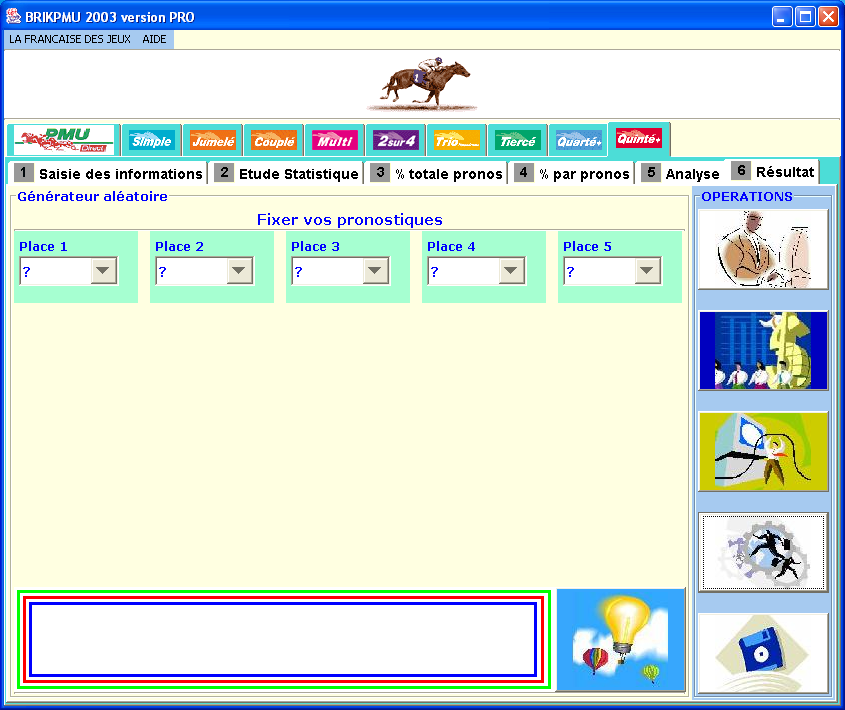 BRIKPMU 2003 version PRO
LA FRANCAISE DES JEUX AIDE
1
PMU Direct Simple Jumelé Couplé Multi 2sur4 Trio Tiercé Quarté+ Quinté+
1 Saisie des informations 2 Etude Statistique 3 % totale pronos 4 % par pronos 5 Analyse 6 Résultat
Générateur aléatoire
OPERATIONS
Fixer vos pronostiques
Place 1 Place 2 Place 3 Place 4 Place 5
? ? ? ? ?